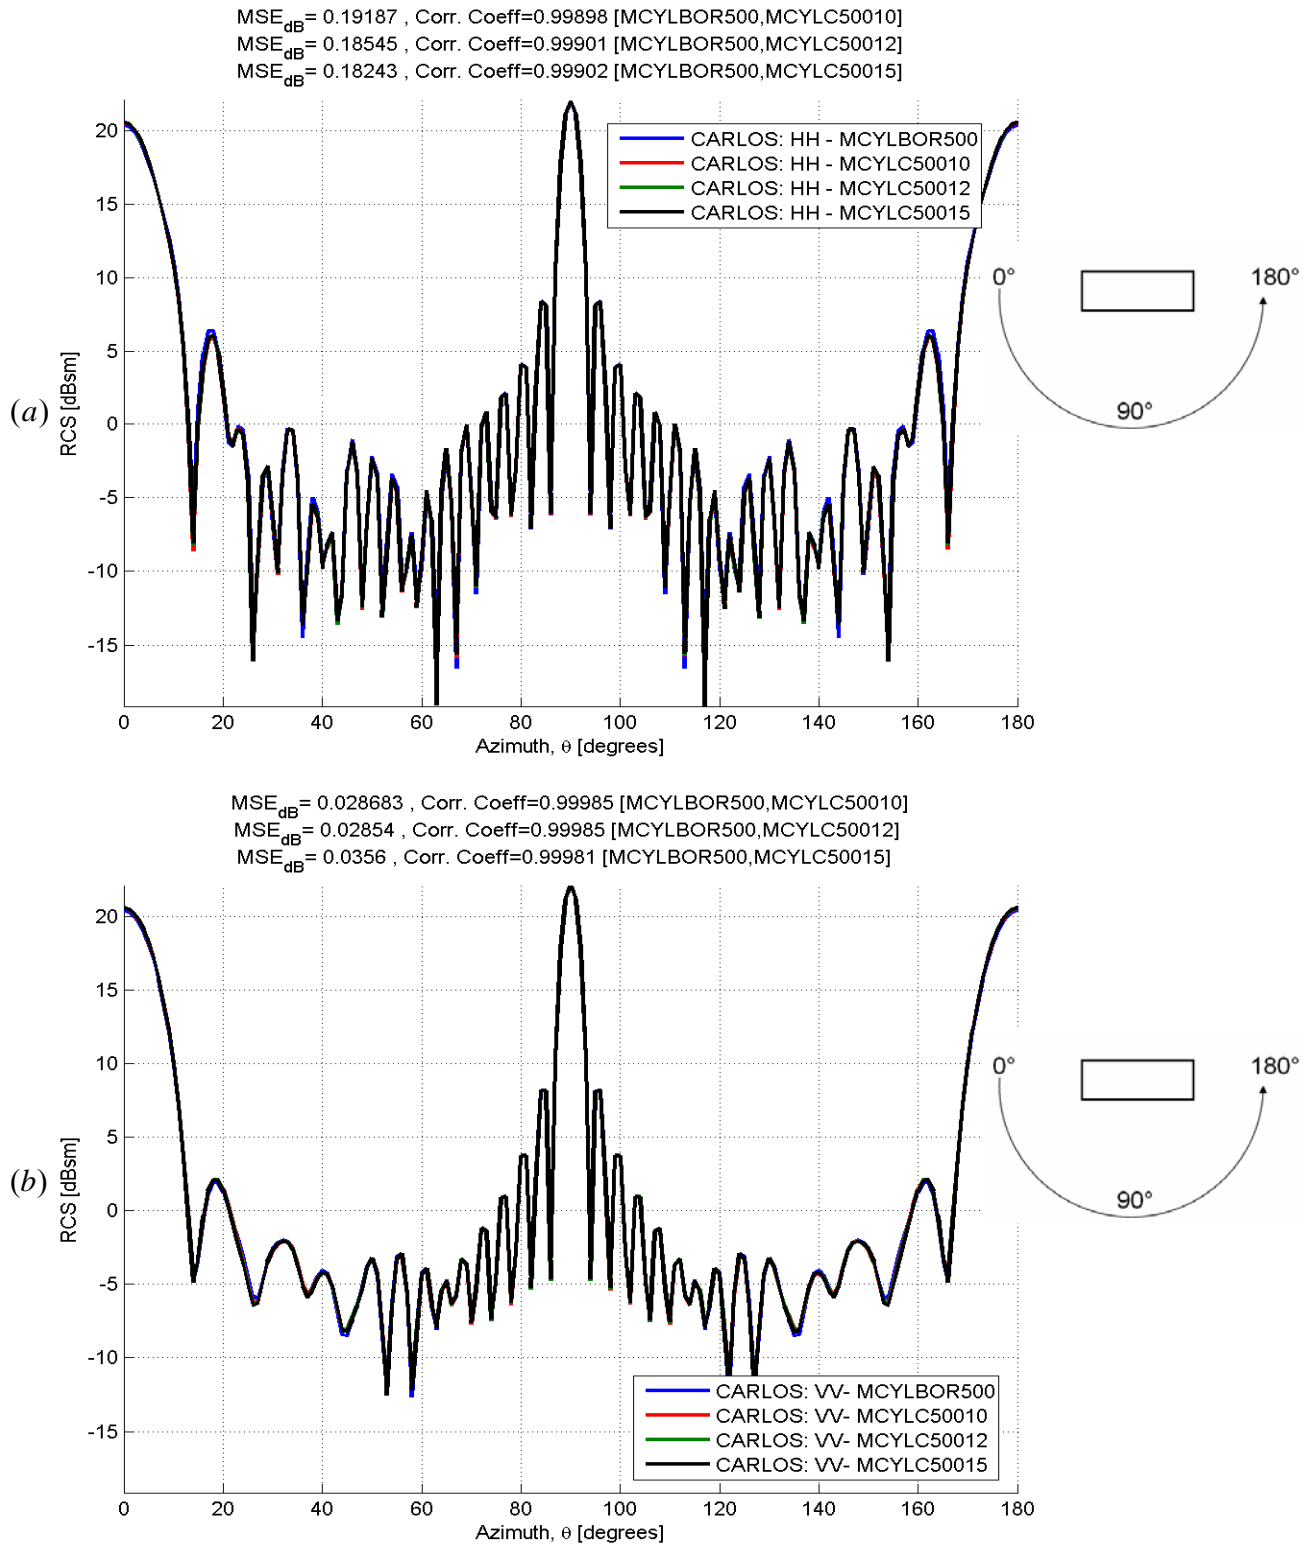 MSE_dB= 0.19187 , Corr. Coeff=0.99898 [MCYLBOR500,MCYLC50010]
MSE_dB= 0.18545 , Corr. Coeff=0.99901 [MCYLBOR500,MCYLC50012]
MSE_dB= 0.18243 , Corr. Coeff=0.99902 [MCYLBOR500,MCYLC50015]
(a)
RCS [dBsm]
20
15
10
5
0
-5
-10
-15
CARLOS: HH - MCYLBOR500
CARLOS: HH - MCYLC50010
CARLOS: HH - MCYLC50012
CARLOS: HH - MCYLC50015
0 20 40 60 80 100 120 140 160 180
Azimuth, θ [degrees]
0° 180°
90°
MSE_dB= 0.028683 , Corr. Coeff=0.99985 [MCYLBOR500,MCYLC50010]
MSE_dB= 0.02854 , Corr. Coeff=0.99985 [MCYLBOR500,MCYLC50012]
MSE_dB= 0.0356 , Corr. Coeff=0.99981 [MCYLBOR500,MCYLC50015]
(b)
RCS [dBsm]
20
15
10
5
0
-5
-10
-15
CARLOS: VV- MCYLBOR500
CARLOS: VV- MCYLC50010
CARLOS: VV- MCYLC50012
CARLOS: VV- MCYLC50015
0 20 40 60 80 100 120 140 160 180
Azimuth, θ [degrees]
0° 180°
90°